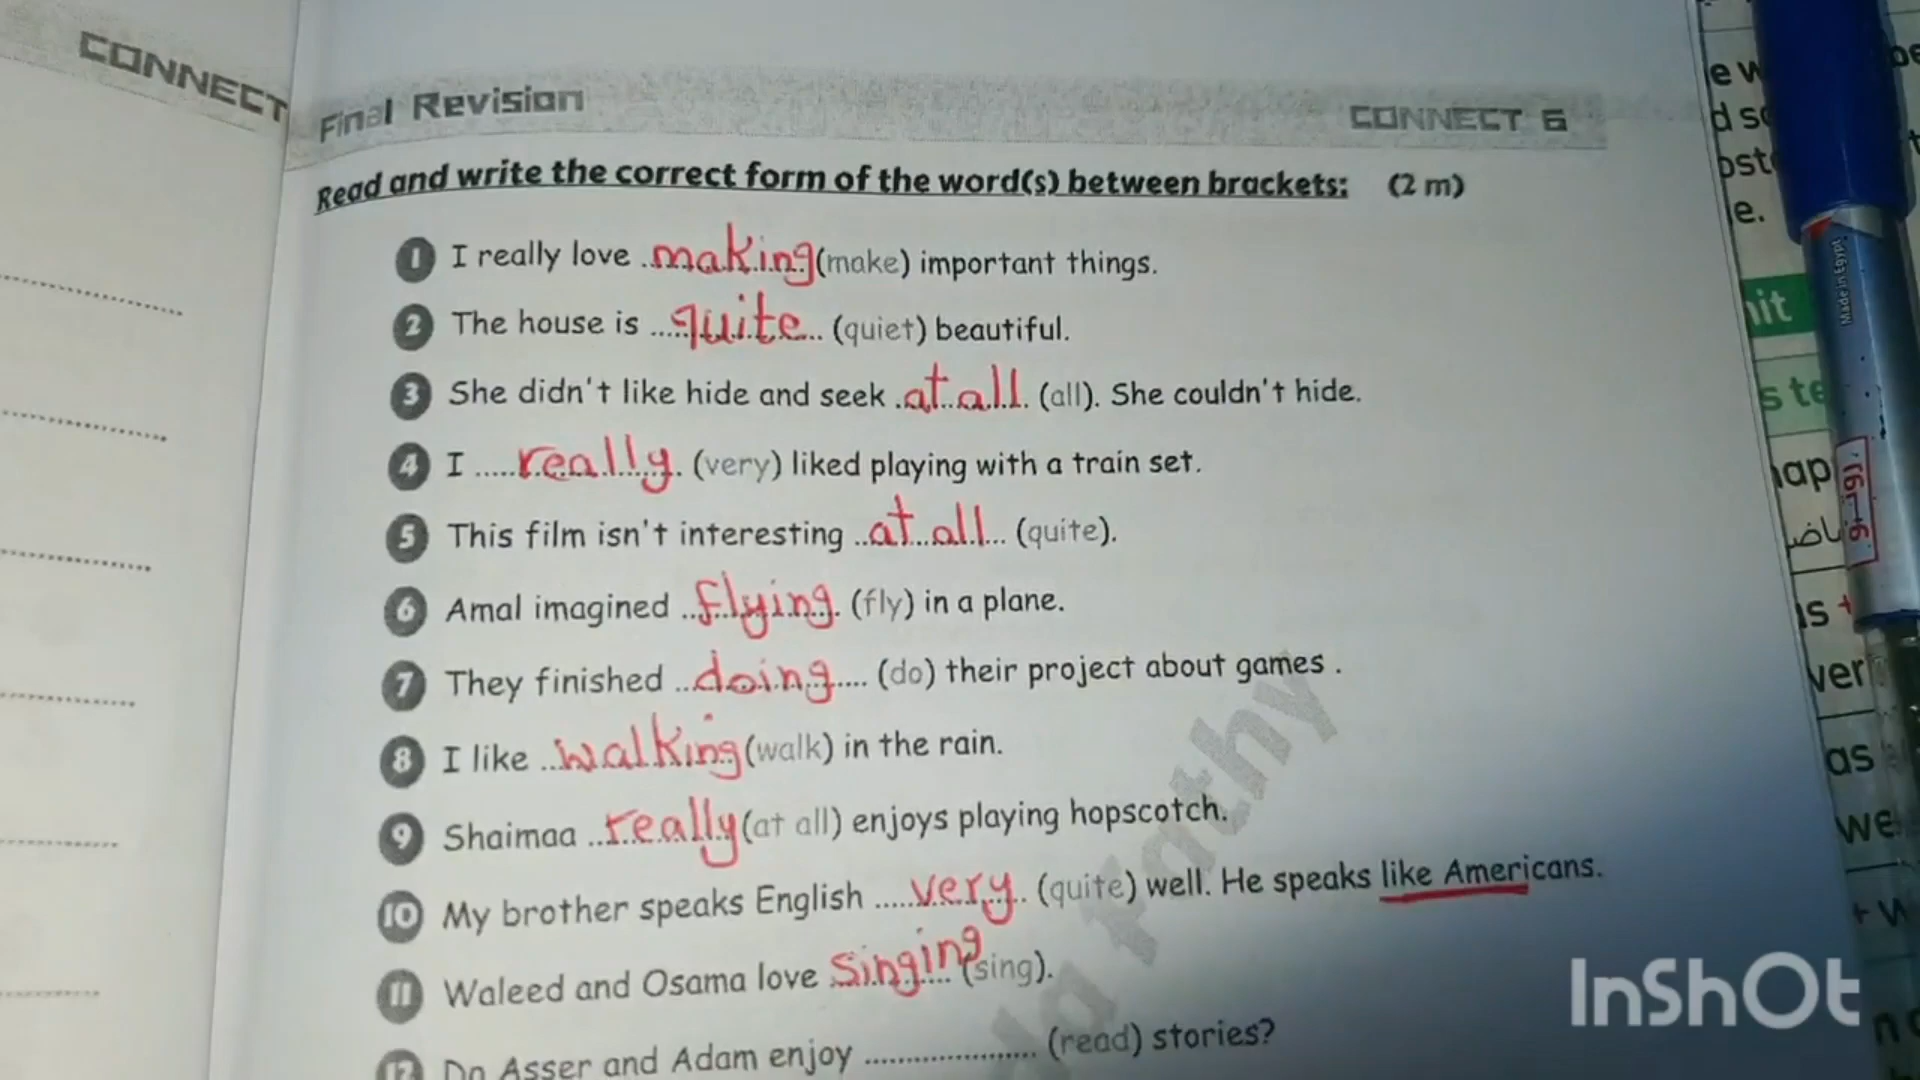 CONNECT
Final Revision
CONNECT 6
Read and write the correct form of the word(s) between brackets: (2 m)
1 I really love making (make) important things.
2 The house is ...quite... (quiet) beautiful.
3 She didn't like hide and seek .at all. (all). She couldn't hide.
4 I .....really. (very) liked playing with a train set.
5 This film isn't interesting ..at all... (quite).
6 Amal imagined ..flying. (fly) in a plane.
7 They finished ..doing.... (do) their project about games .
8 I like ..walking (walk) in the rain.
9 Shaimaa ..really (at all) enjoys playing hopscotch.
10 My brother speaks English .....very. (quite) well. He speaks like Americans.
11 Waleed and Osama love singing.... (sing).
12 Do Asser and Adam enjoy .................... (read) stories?
Fathy
Made in Egypt
as
we
InShOt